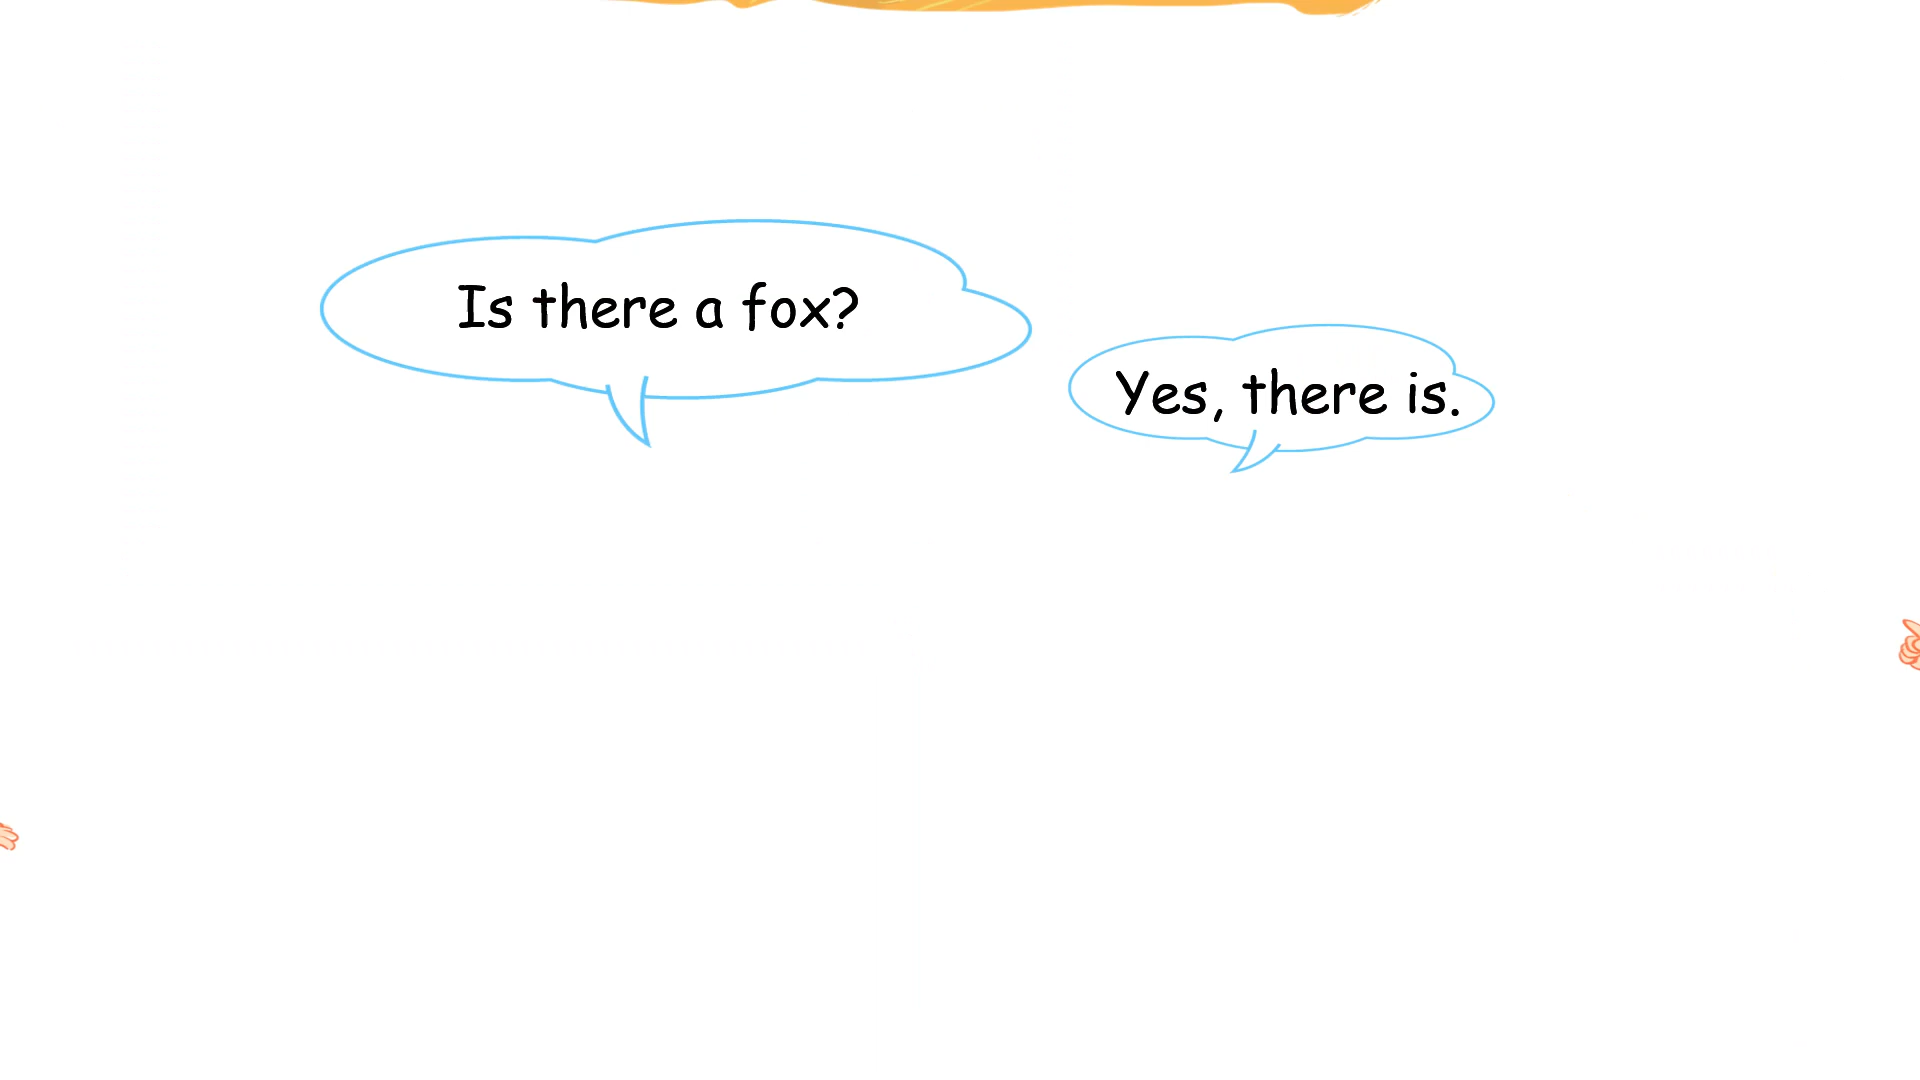 Is there a fox?
Yes, there is.